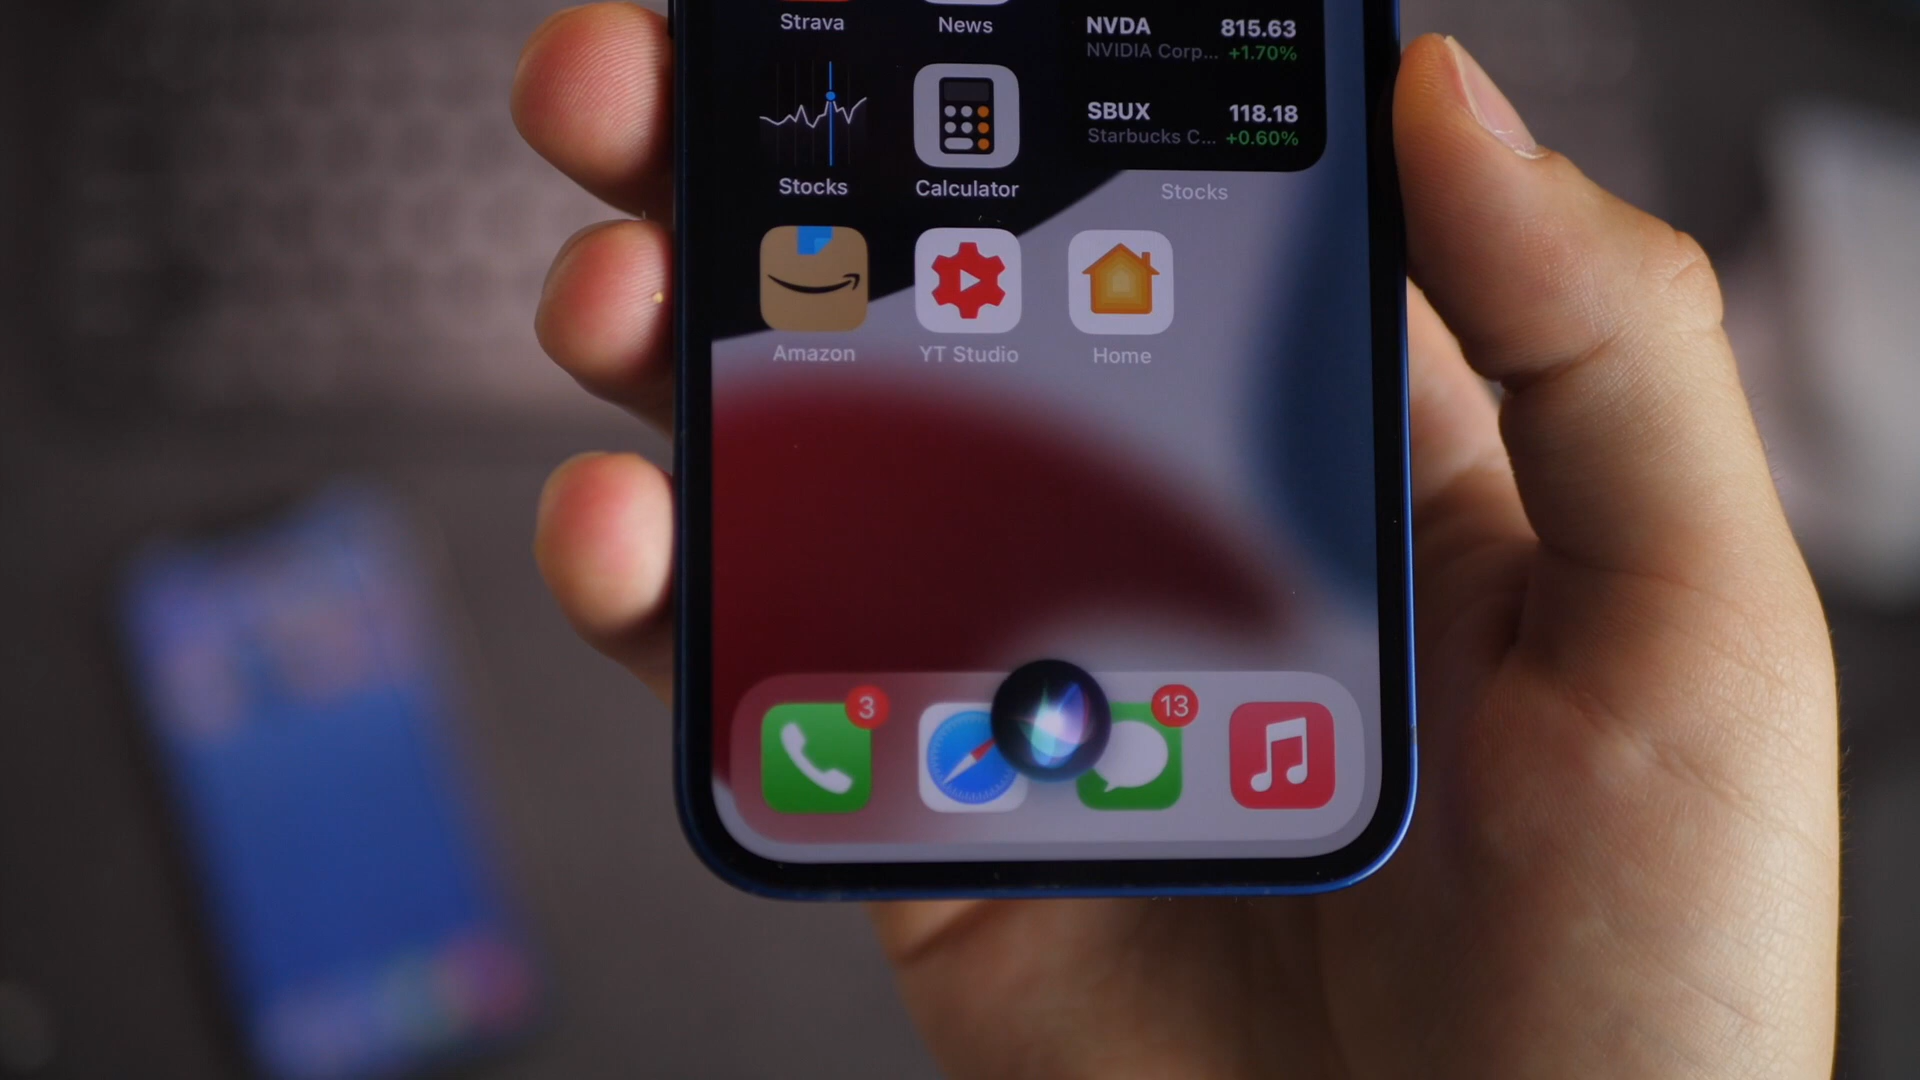 Strava
News
NVDA 815.63
NVIDIA Corp... +1.70%
SBUX 118.18
Starbucks C... +0.60%
Stocks
Calculator
Stocks
Amazon
YT Studio
Home
3
13